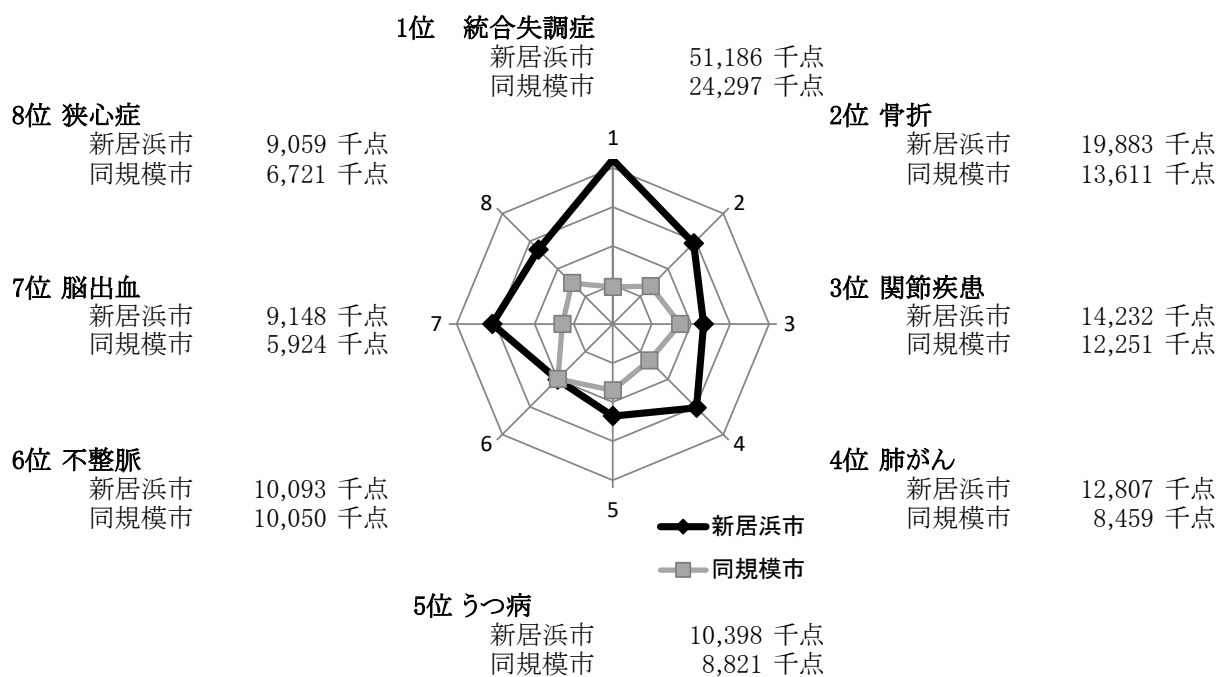 1位 統合失調症
新居浜市 51,186 千点
同規模市 24,297 千点
8位 狭心症
新居浜市 9,059 千点
同規模市 6,721 千点
2位 骨折
新居浜市 19,883 千点
同規模市 13,611 千点
7位 脳出血
新居浜市 9,148 千点
同規模市 5,924 千点
1
2
3
4
5
6
7
8
3位 関節疾患
新居浜市 14,232 千点
同規模市 12,251 千点
6位 不整脈
新居浜市 10,093 千点
同規模市 10,050 千点
4位 肺がん
新居浜市 12,807 千点
同規模市 8,459 千点
新居浜市
同規模市
5位 うつ病
新居浜市 10,398 千点
同規模市 8,821 千点